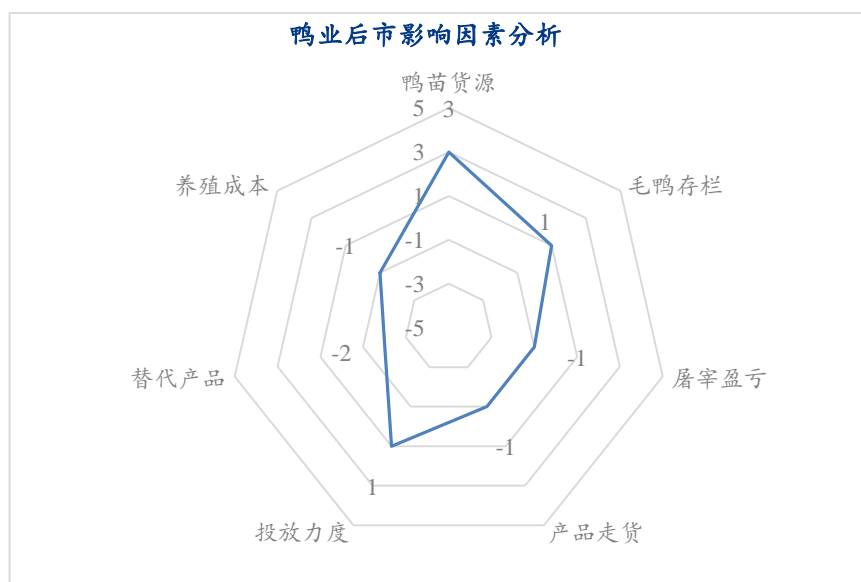 鸭业后市影响因素分析
鸭苗货源
5 3
3
养殖成本 毛鸭存栏
1 1
-1 -1
-3
-5
-2 -1
替代产品 屠宰盈亏
-1
1
投放力度 产品走货